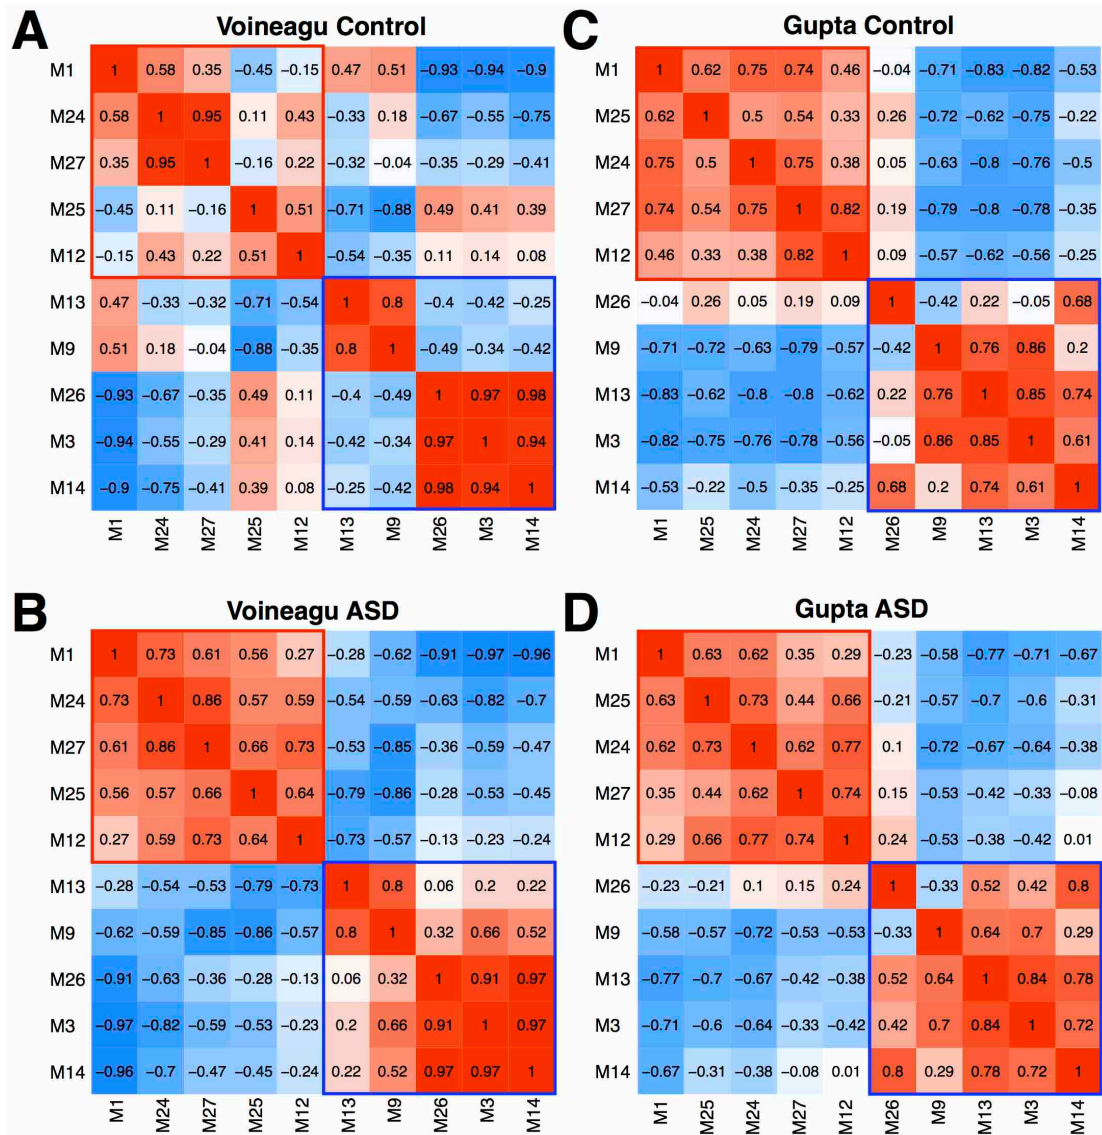 A
Voineagu Control
M1 1 0.58 0.35 −0.45 −0.15 0.47 0.51 −0.93 −0.94 −0.9
M24 0.58 1 0.95 0.11 0.43 −0.33 0.18 −0.67 −0.55 −0.75
M27 0.35 0.95 1 −0.16 0.22 −0.32 −0.04 −0.35 −0.29 −0.41
M25 −0.45 0.11 −0.16 1 0.51 −0.71 −0.88 0.49 0.41 0.39
M12 −0.15 0.43 0.22 0.51 1 −0.54 −0.35 0.11 0.14 0.08
M13 0.47 −0.33 −0.32 −0.71 −0.54 1 0.8 −0.4 −0.42 −0.25
M9 0.51 0.18 −0.04 −0.88 −0.35 0.8 1 −0.49 −0.34 −0.42
M26 −0.93 −0.67 −0.35 0.49 0.11 −0.4 −0.49 1 0.97 0.98
M3 −0.94 −0.55 −0.29 0.41 0.14 −0.42 −0.34 0.97 1 0.94
M14 −0.9 −0.75 −0.41 0.39 0.08 −0.25 −0.42 0.98 0.94 1
M1 M24 M27 M25 M12 M13 M9 M26 M3 M14
C
Gupta Control
M1 1 0.62 0.75 0.74 0.46 −0.04 −0.71 −0.83 −0.82 −0.53
M25 0.62 1 0.5 0.54 0.33 0.26 −0.72 −0.62 −0.75 −0.22
M24 0.75 0.5 1 0.75 0.38 0.05 −0.63 −0.8 −0.76 −0.5
M27 0.74 0.54 0.75 1 0.82 0.19 −0.79 −0.8 −0.78 −0.35
M12 0.46 0.33 0.38 0.82 1 0.09 −0.57 −0.62 −0.56 −0.25
M26 −0.04 0.26 0.05 0.19 0.09 1 −0.42 0.22 −0.05 0.68
M9 −0.71 −0.72 −0.63 −0.79 −0.57 −0.42 1 0.76 0.86 0.2
M13 −0.83 −0.62 −0.8 −0.8 −0.62 0.22 0.76 1 0.85 0.74
M3 −0.82 −0.75 −0.76 −0.78 −0.56 −0.05 0.86 0.85 1 0.61
M14 −0.53 −0.22 −0.5 −0.35 −0.25 0.68 0.2 0.74 0.61 1
M1 M25 M24 M27 M12 M26 M9 M13 M3 M14
B
Voineagu ASD
M1 1 0.73 0.61 0.56 0.27 −0.28 −0.62 −0.91 −0.97 −0.96
M24 0.73 1 0.86 0.57 0.59 −0.54 −0.59 −0.63 −0.82 −0.7
M27 0.61 0.86 1 0.66 0.73 −0.53 −0.85 −0.36 −0.59 −0.47
M25 0.56 0.57 0.66 1 0.64 −0.79 −0.86 −0.28 −0.53 −0.45
M12 0.27 0.59 0.73 0.64 1 −0.73 −0.57 −0.13 −0.23 −0.24
M13 −0.28 −0.54 −0.53 −0.79 −0.73 1 0.8 0.06 0.2 0.22
M9 −0.62 −0.59 −0.85 −0.86 −0.57 0.8 1 0.32 0.66 0.52
M26 −0.91 −0.63 −0.36 −0.28 −0.13 0.06 0.32 1 0.91 0.97
M3 −0.97 −0.82 −0.59 −0.53 −0.23 0.2 0.66 0.91 1 0.97
M14 −0.96 −0.7 −0.47 −0.45 −0.24 0.22 0.52 0.97 0.97 1
M1 M24 M27 M25 M12 M13 M9 M26 M3 M14
D
Gupta ASD
M1 1 0.63 0.62 0.35 0.29 −0.23 −0.58 −0.77 −0.71 −0.67
M25 0.63 1 0.73 0.44 0.66 −0.21 −0.57 −0.7 −0.6 −0.31
M24 0.62 0.73 1 0.62 0.77 0.1 −0.72 −0.67 −0.64 −0.38
M27 0.35 0.44 0.62 1 0.74 0.15 −0.53 −0.42 −0.33 −0.08
M12 0.29 0.66 0.77 0.74 1 0.24 −0.53 −0.38 −0.42 0.01
M26 −0.23 −0.21 0.1 0.15 0.24 1 −0.33 0.52 0.42 0.8
M9 −0.58 −0.57 −0.72 −0.53 −0.53 −0.33 1 0.64 0.7 0.29
M13 −0.77 −0.7 −0.67 −0.42 −0.38 0.52 0.64 1 0.84 0.78
M3 −0.71 −0.6 −0.64 −0.33 −0.42 0.42 0.7 0.84 1 0.72
M14 −0.67 −0.31 −0.38 −0.08 0.01 0.8 0.29 0.78 0.72 1
M1 M25 M24 M27 M12 M26 M9 M13 M3 M14